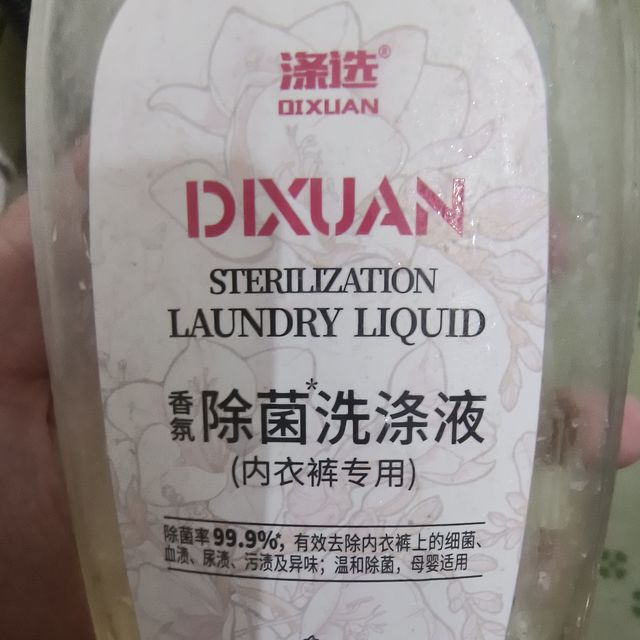 涤选®
DIXUAN
DIXUAN
STERILIZATION
LAUNDRY LIQUID
香氛除菌*洗涤液
(内衣裤专用)
除菌率99.9%*，有效去除内衣裤上的细菌、
血渍、尿渍、污渍及异味；温和除菌，母婴适用